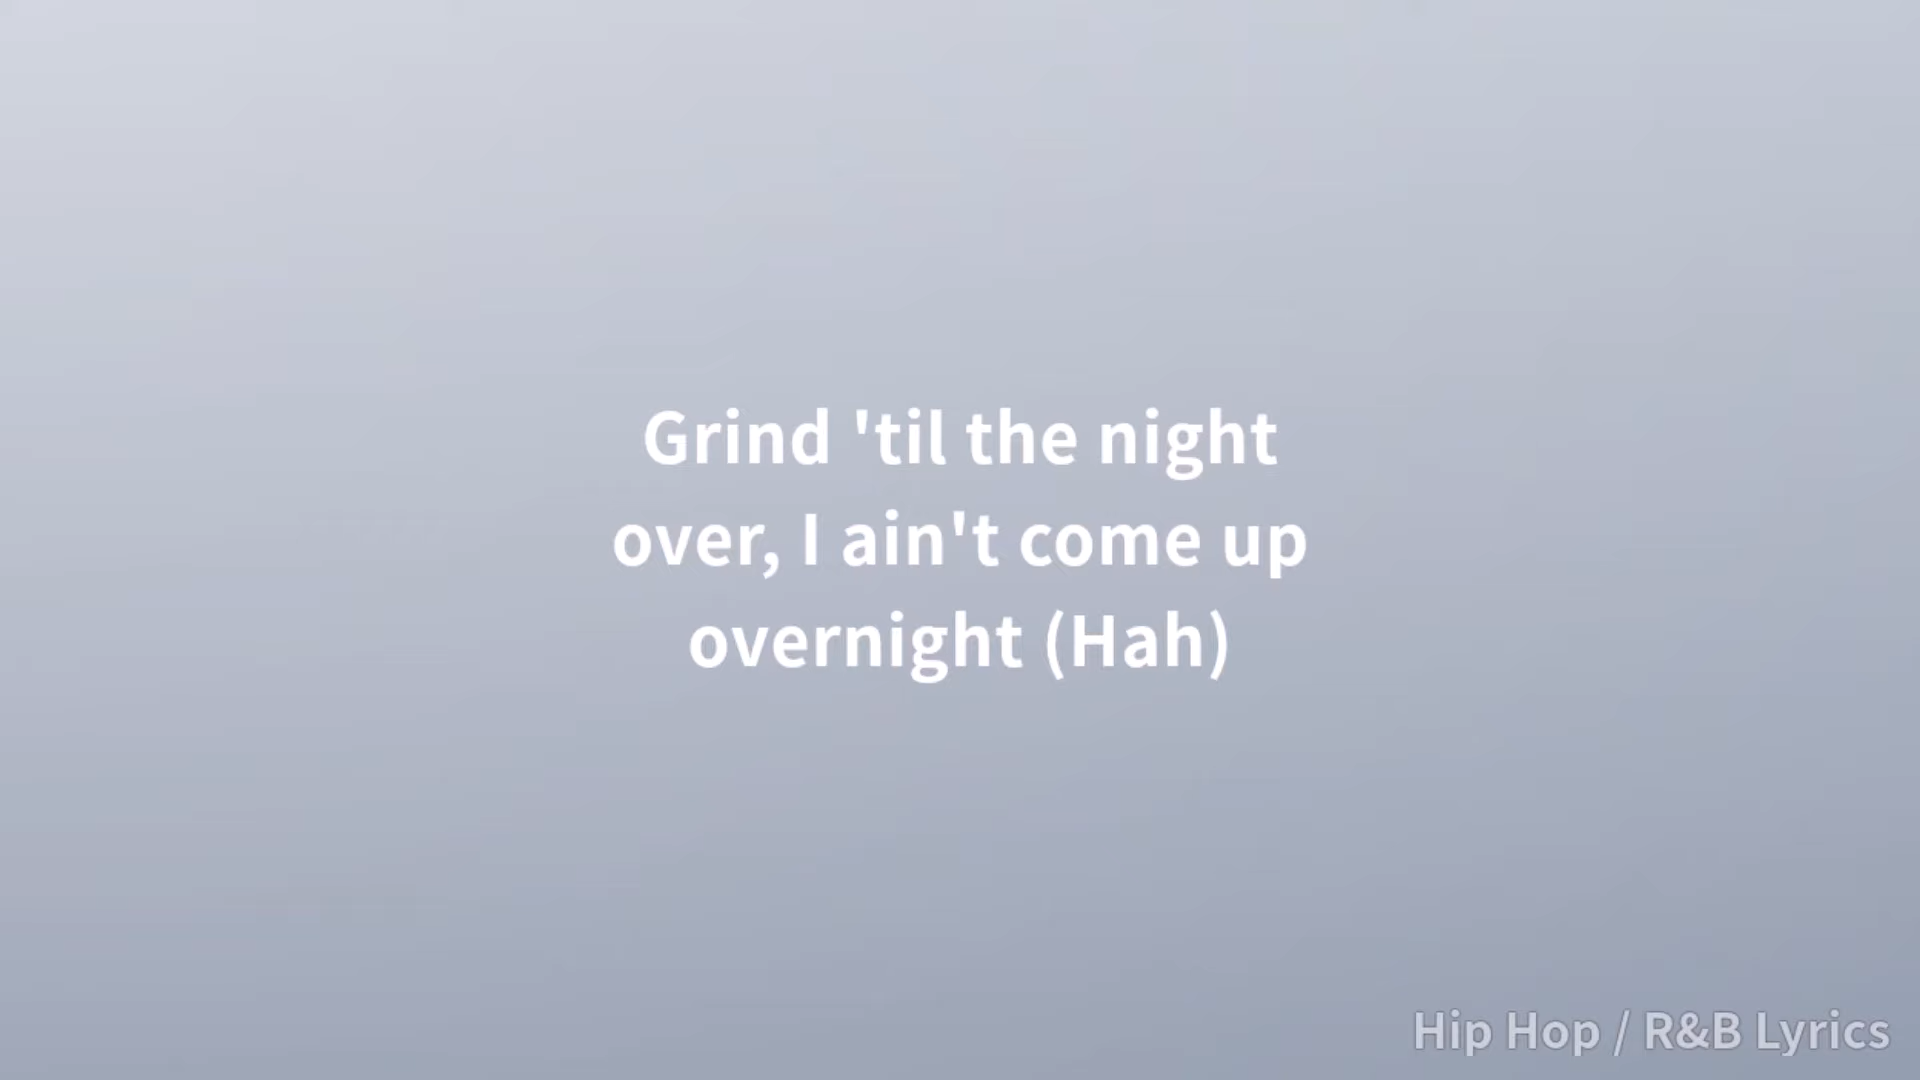 Grind 'til the night
over, I ain't come up
overnight (Hah)
Hip Hop / R&B Lyrics